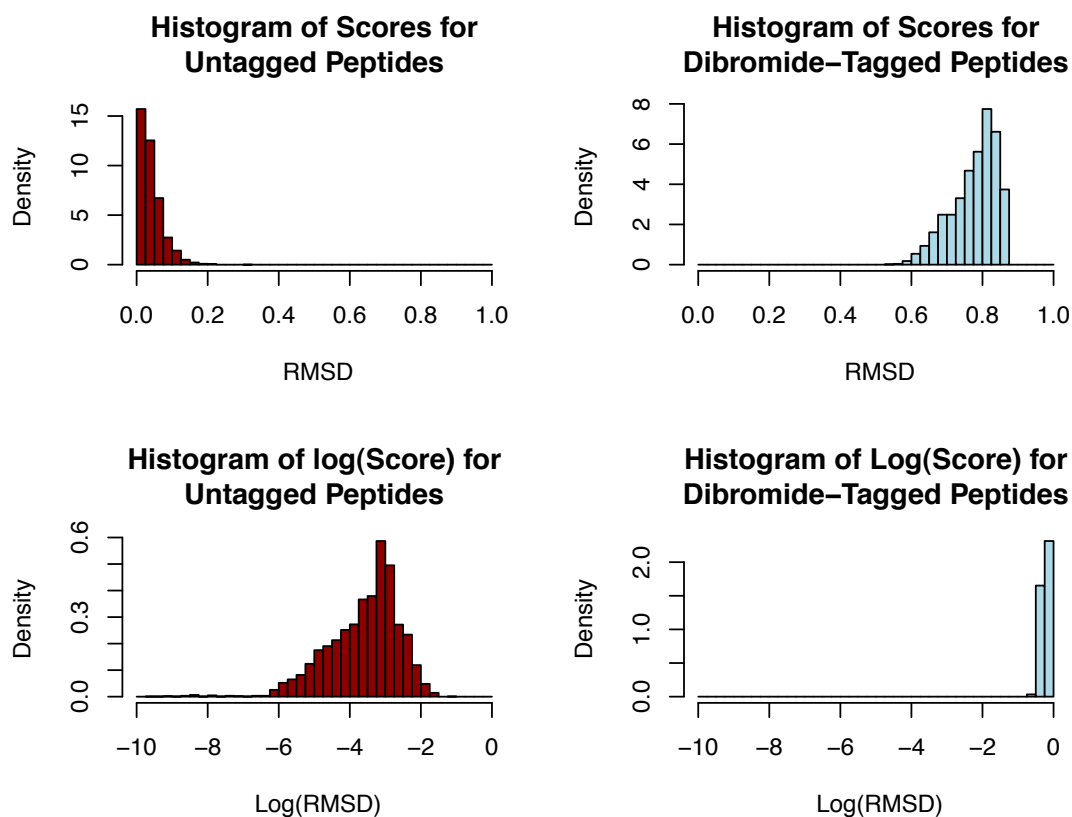 Histogram of Scores for
Untagged Peptides
Density
0 5 10 15
0.0 0.2 0.4 0.6 0.8 1.0
RMSD
Histogram of Scores for
Dibromide−Tagged Peptides
Density
0 2 4 6 8
0.0 0.2 0.4 0.6 0.8 1.0
RMSD
Histogram of log(Score) for
Untagged Peptides
Density
0.0 0.3 0.6
−10 −8 −6 −4 −2 0
Log(RMSD)
Histogram of Log(Score) for
Dibromide−Tagged Peptides
Density
0.0 1.0 2.0
−10 −8 −6 −4 −2 0
Log(RMSD)